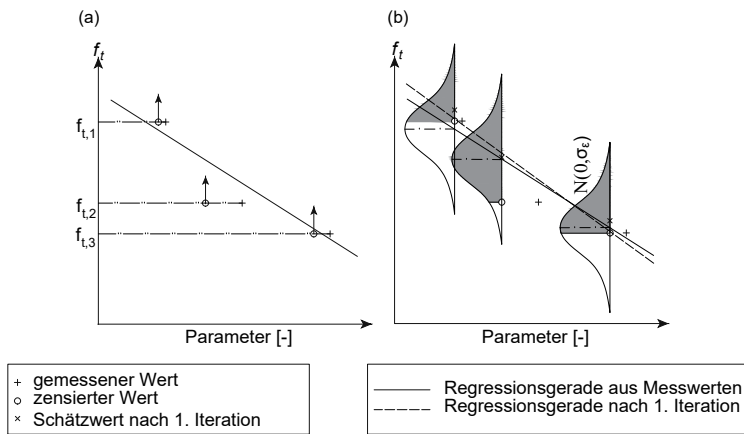 (a)
f_t
f_t,1
f_t,2
f_t,3
Parameter [-]
(b)
f_t
N(0,σ_ε)
Parameter [-]
+ gemessener Wert
o zensierter Wert
× Schätzwert nach 1. Iteration
Regressionsgerade aus Messwerten
Regressionsgerade nach 1. Iteration